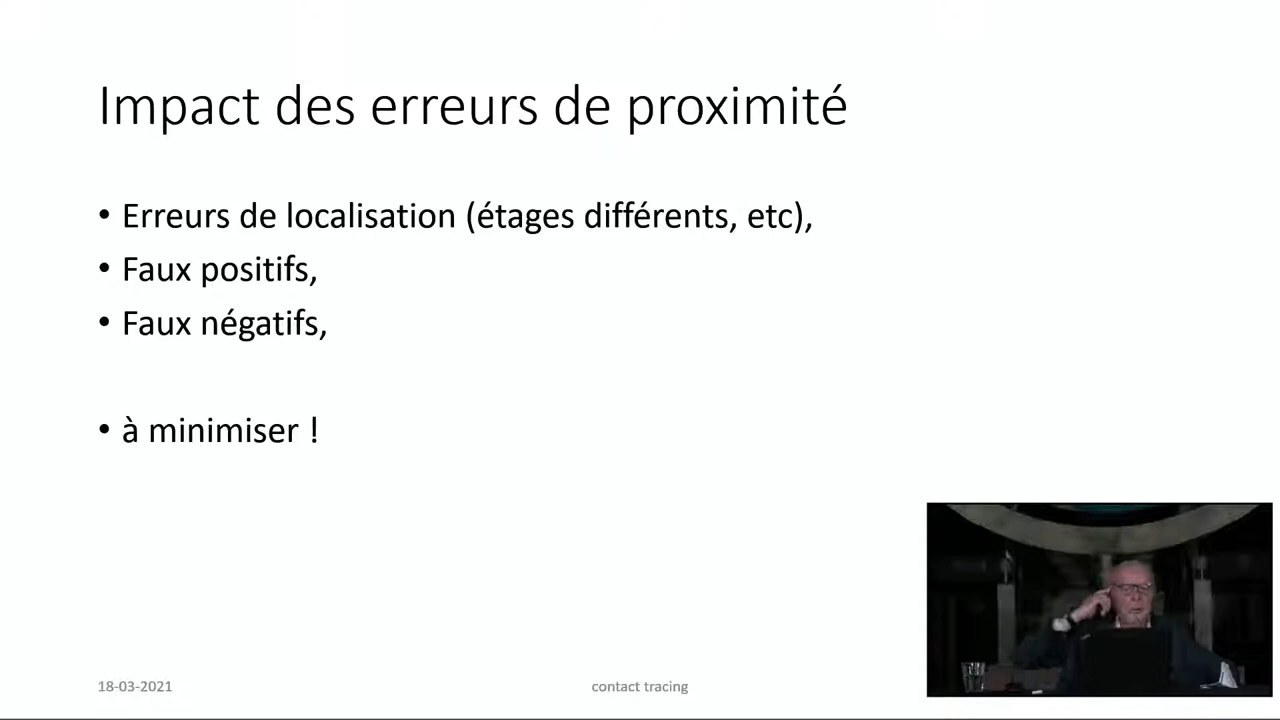 Impact des erreurs de proximité
• Erreurs de localisation (étages différents, etc),
• Faux positifs,
• Faux négatifs,
• à minimiser !
18-03-2021
contact tracing